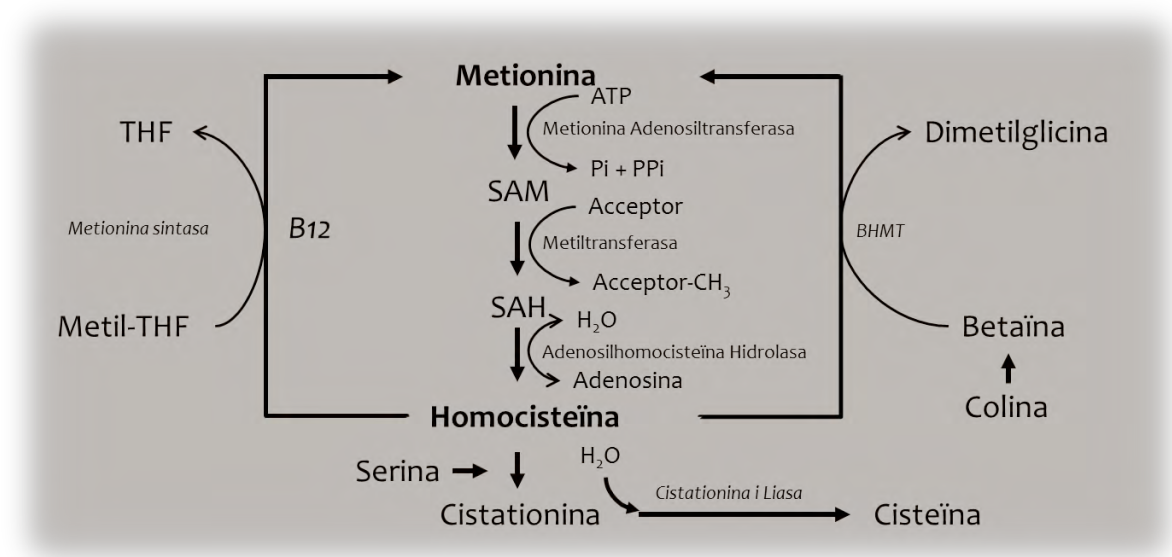 Metionina
ATP
THF
Metionina Adenosiltransferasa
Dimetilglicina
Pi + PPi
SAM
Acceptor
Metionina sintasa
B12
Metiltransferasa
BHMT
Acceptor-CH₃
SAH
H₂O
Metil-THF
Betaïna
Adenosilhomocisteïna Hidrolasa
Adenosina
Colina
Homocisteïna
H₂O
Serina
Cistationina i Liasa
Cistationina
Cisteïna